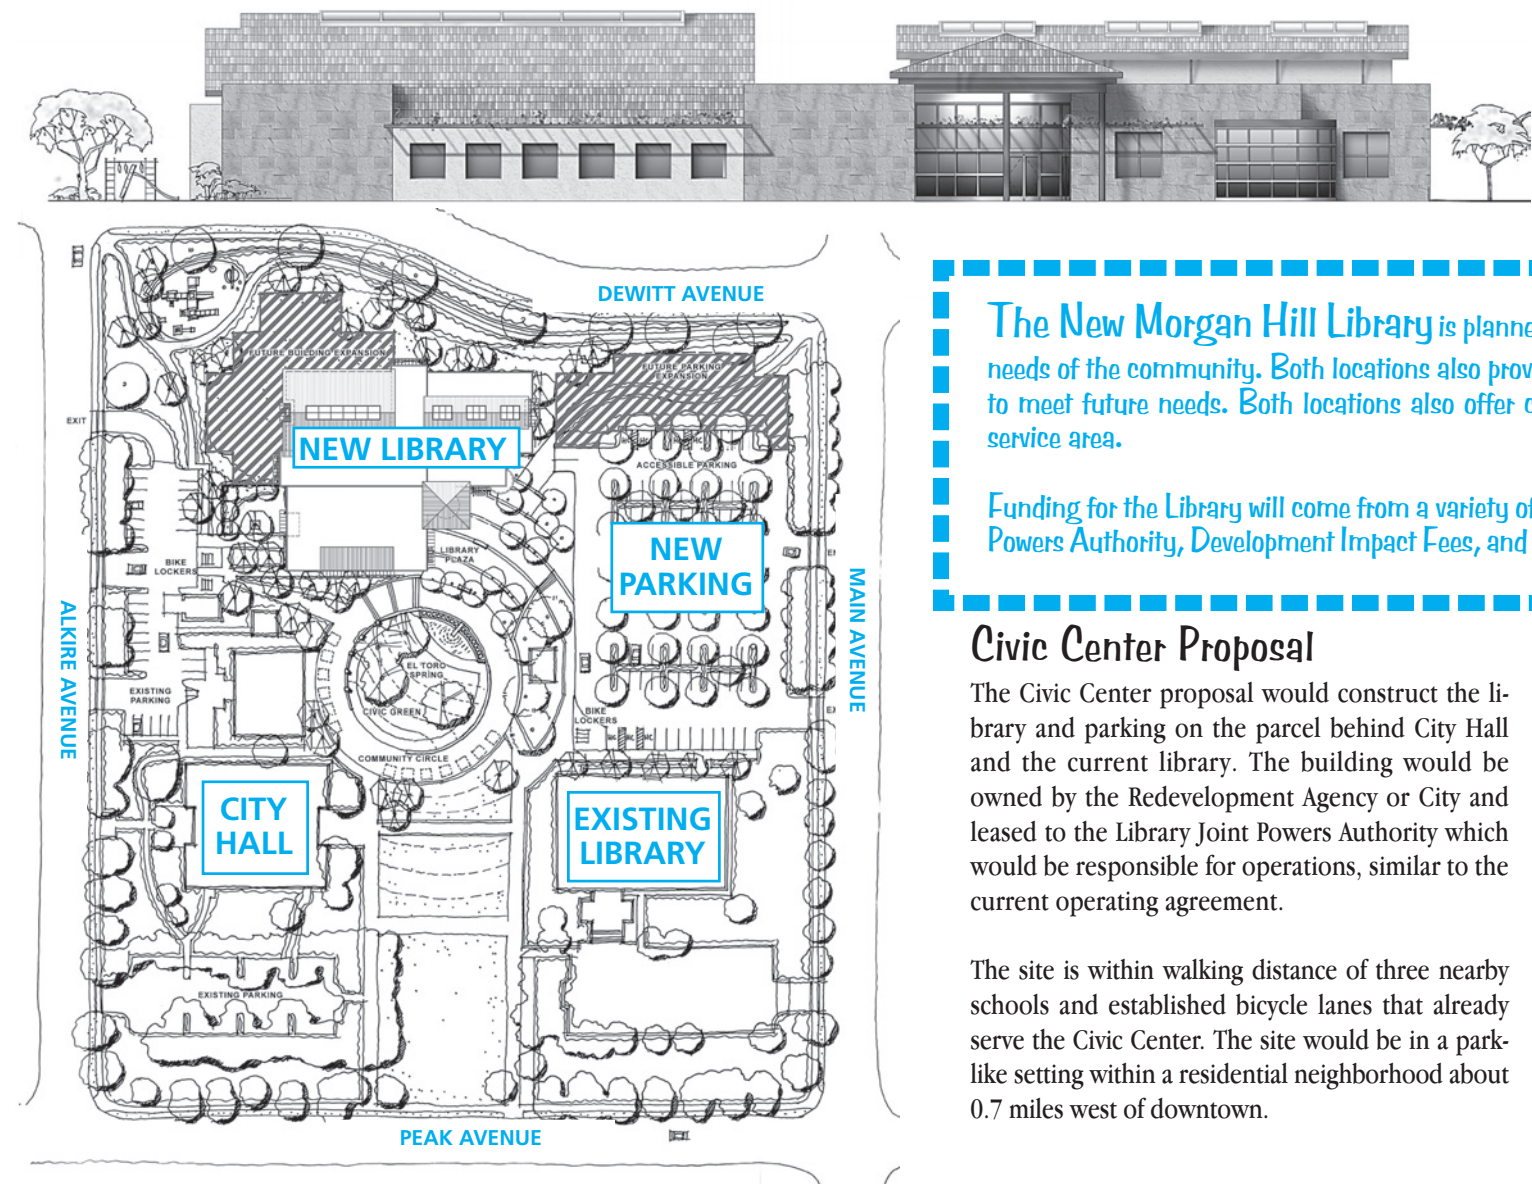 DEWITT AVENUE
FUTURE BUILDING EXPANSION
FUTURE PARKING
EXPANSION
EXIT
NEW LIBRARY
ACCESSIBLE PARKING
LIBRARY
PLAZA
BIKE
LOCKERS
NEW
PARKING
ALKIRE AVENUE
MAIN AVENUE
EL TORO
SPRING
CIVIC GREEN
EXISTING
PARKING
BIKE
LOCKERS
COMMUNITY CIRCLE
CITY
HALL
EXISTING
LIBRARY
EXISTING PARKING
PEAK AVENUE
The New Morgan Hill Library is planne
needs of the community. Both locations also prov
to meet future needs. Both locations also offer
service area.
Funding for the Library will come from a variety of
Powers Authority, Development Impact Fees, and
Civic Center Proposal
The Civic Center proposal would construct the li-
brary and parking on the parcel behind City Hall
and the current library. The building would be
owned by the Redevelopment Agency or City and
leased to the Library Joint Powers Authority which
would be responsible for operations, similar to the
current operating agreement.
The site is within walking distance of three nearby
schools and established bicycle lanes that already
serve the Civic Center. The site would be in a park-
like setting within a residential neighborhood about
0.7 miles west of downtown.